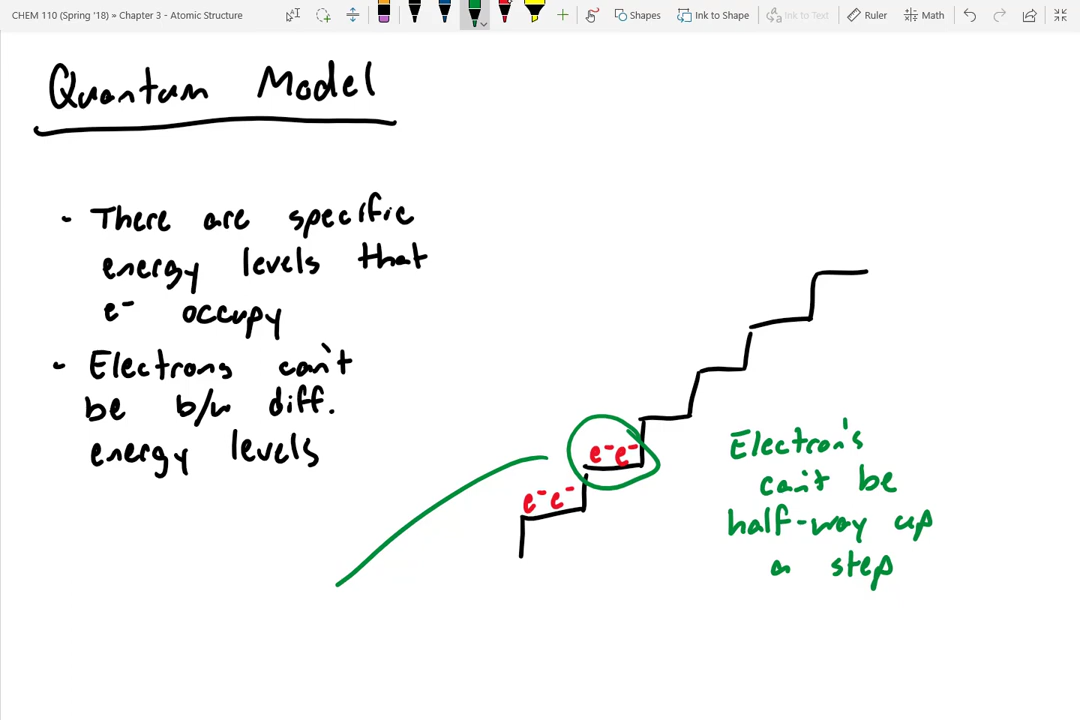 CHEM 110 (Spring '18) » Chapter 3 - Atomic Structure
Shapes
Ink to Shape
Ink to Text
Ruler
Math
Quantum Model
- There are specific
energy levels that
e⁻ occupy
- Electrons can't
be b/w diff.
energy levels
e⁻e⁻
e⁻e⁻
Electron's
can't be
half-way up
a step